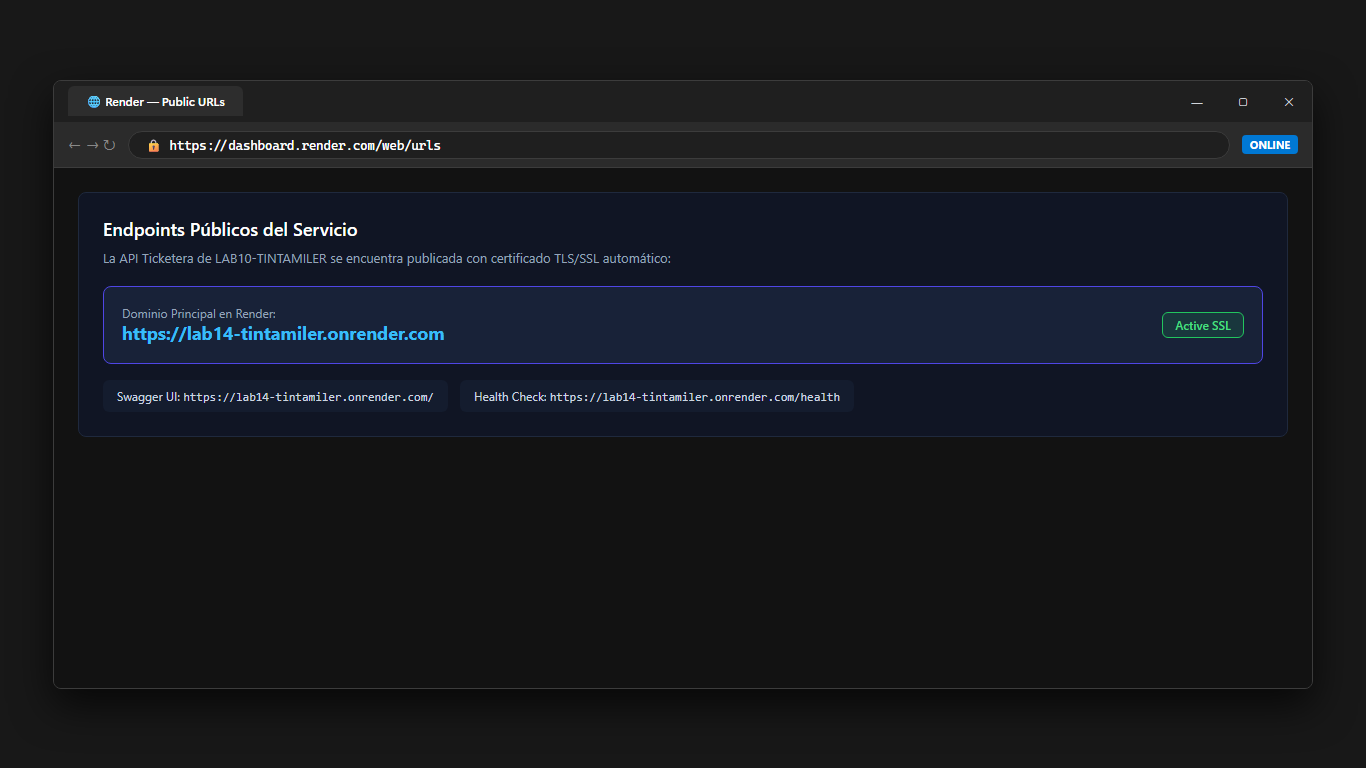 Render — Public URLs
https://dashboard.render.com/web/urls
ONLINE
Endpoints Públicos del Servicio
La API Ticketera de LAB10-TINTAMILER se encuentra publicada con certificado TLS/SSL automático:
Dominio Principal en Render:
https://lab14-tintamiler.onrender.com
Active SSL
Swagger UI: https://lab14-tintamiler.onrender.com/
Health Check: https://lab14-tintamiler.onrender.com/health